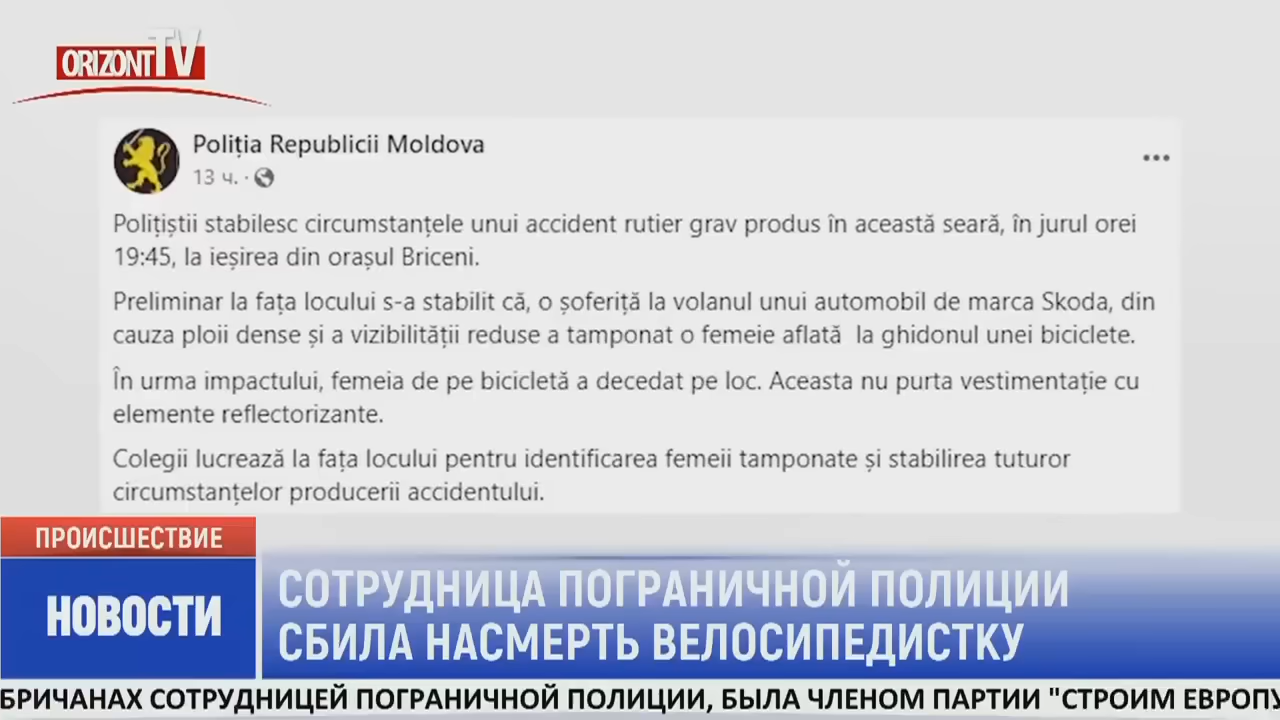 ORIZONT TV
Poliția Republicii Moldova
13 ч. ·
Polițiștii stabilesc circumstanțele unui accident rutier grav produs în această seară, în jurul orei
19:45, la ieșirea din orașul Briceni.
Preliminar la fața locului s-a stabilit că, o șoferiță la volanul unui automobil de marca Skoda, din
cauza ploii dense și a vizibilității reduse a tamponat o femeie aflată la ghidonul unei biciclete.
În urma impactului, femeia de pe bicicletă a decedat pe loc. Aceasta nu purta vestimentație cu
elemente reflectorizante.
Colegii lucrează la fața locului pentru identificarea femeii tamponate și stabilirea tuturor
circumstanțelor producerii accidentului.
ПРОИСШЕСТВИЕ
НОВОСТИ
СОТРУДНИЦА ПОГРАНИЧНОЙ ПОЛИЦИИ
СБИЛА НАСМЕРТЬ ВЕЛОСИПЕДИСТКУ
БРИЧАНАХ СОТРУДНИЦЕЙ ПОГРАНИЧНОЙ ПОЛИЦИИ, БЫЛА ЧЛЕНОМ ПАРТИИ "СТРОИМ ЕВРОПУ